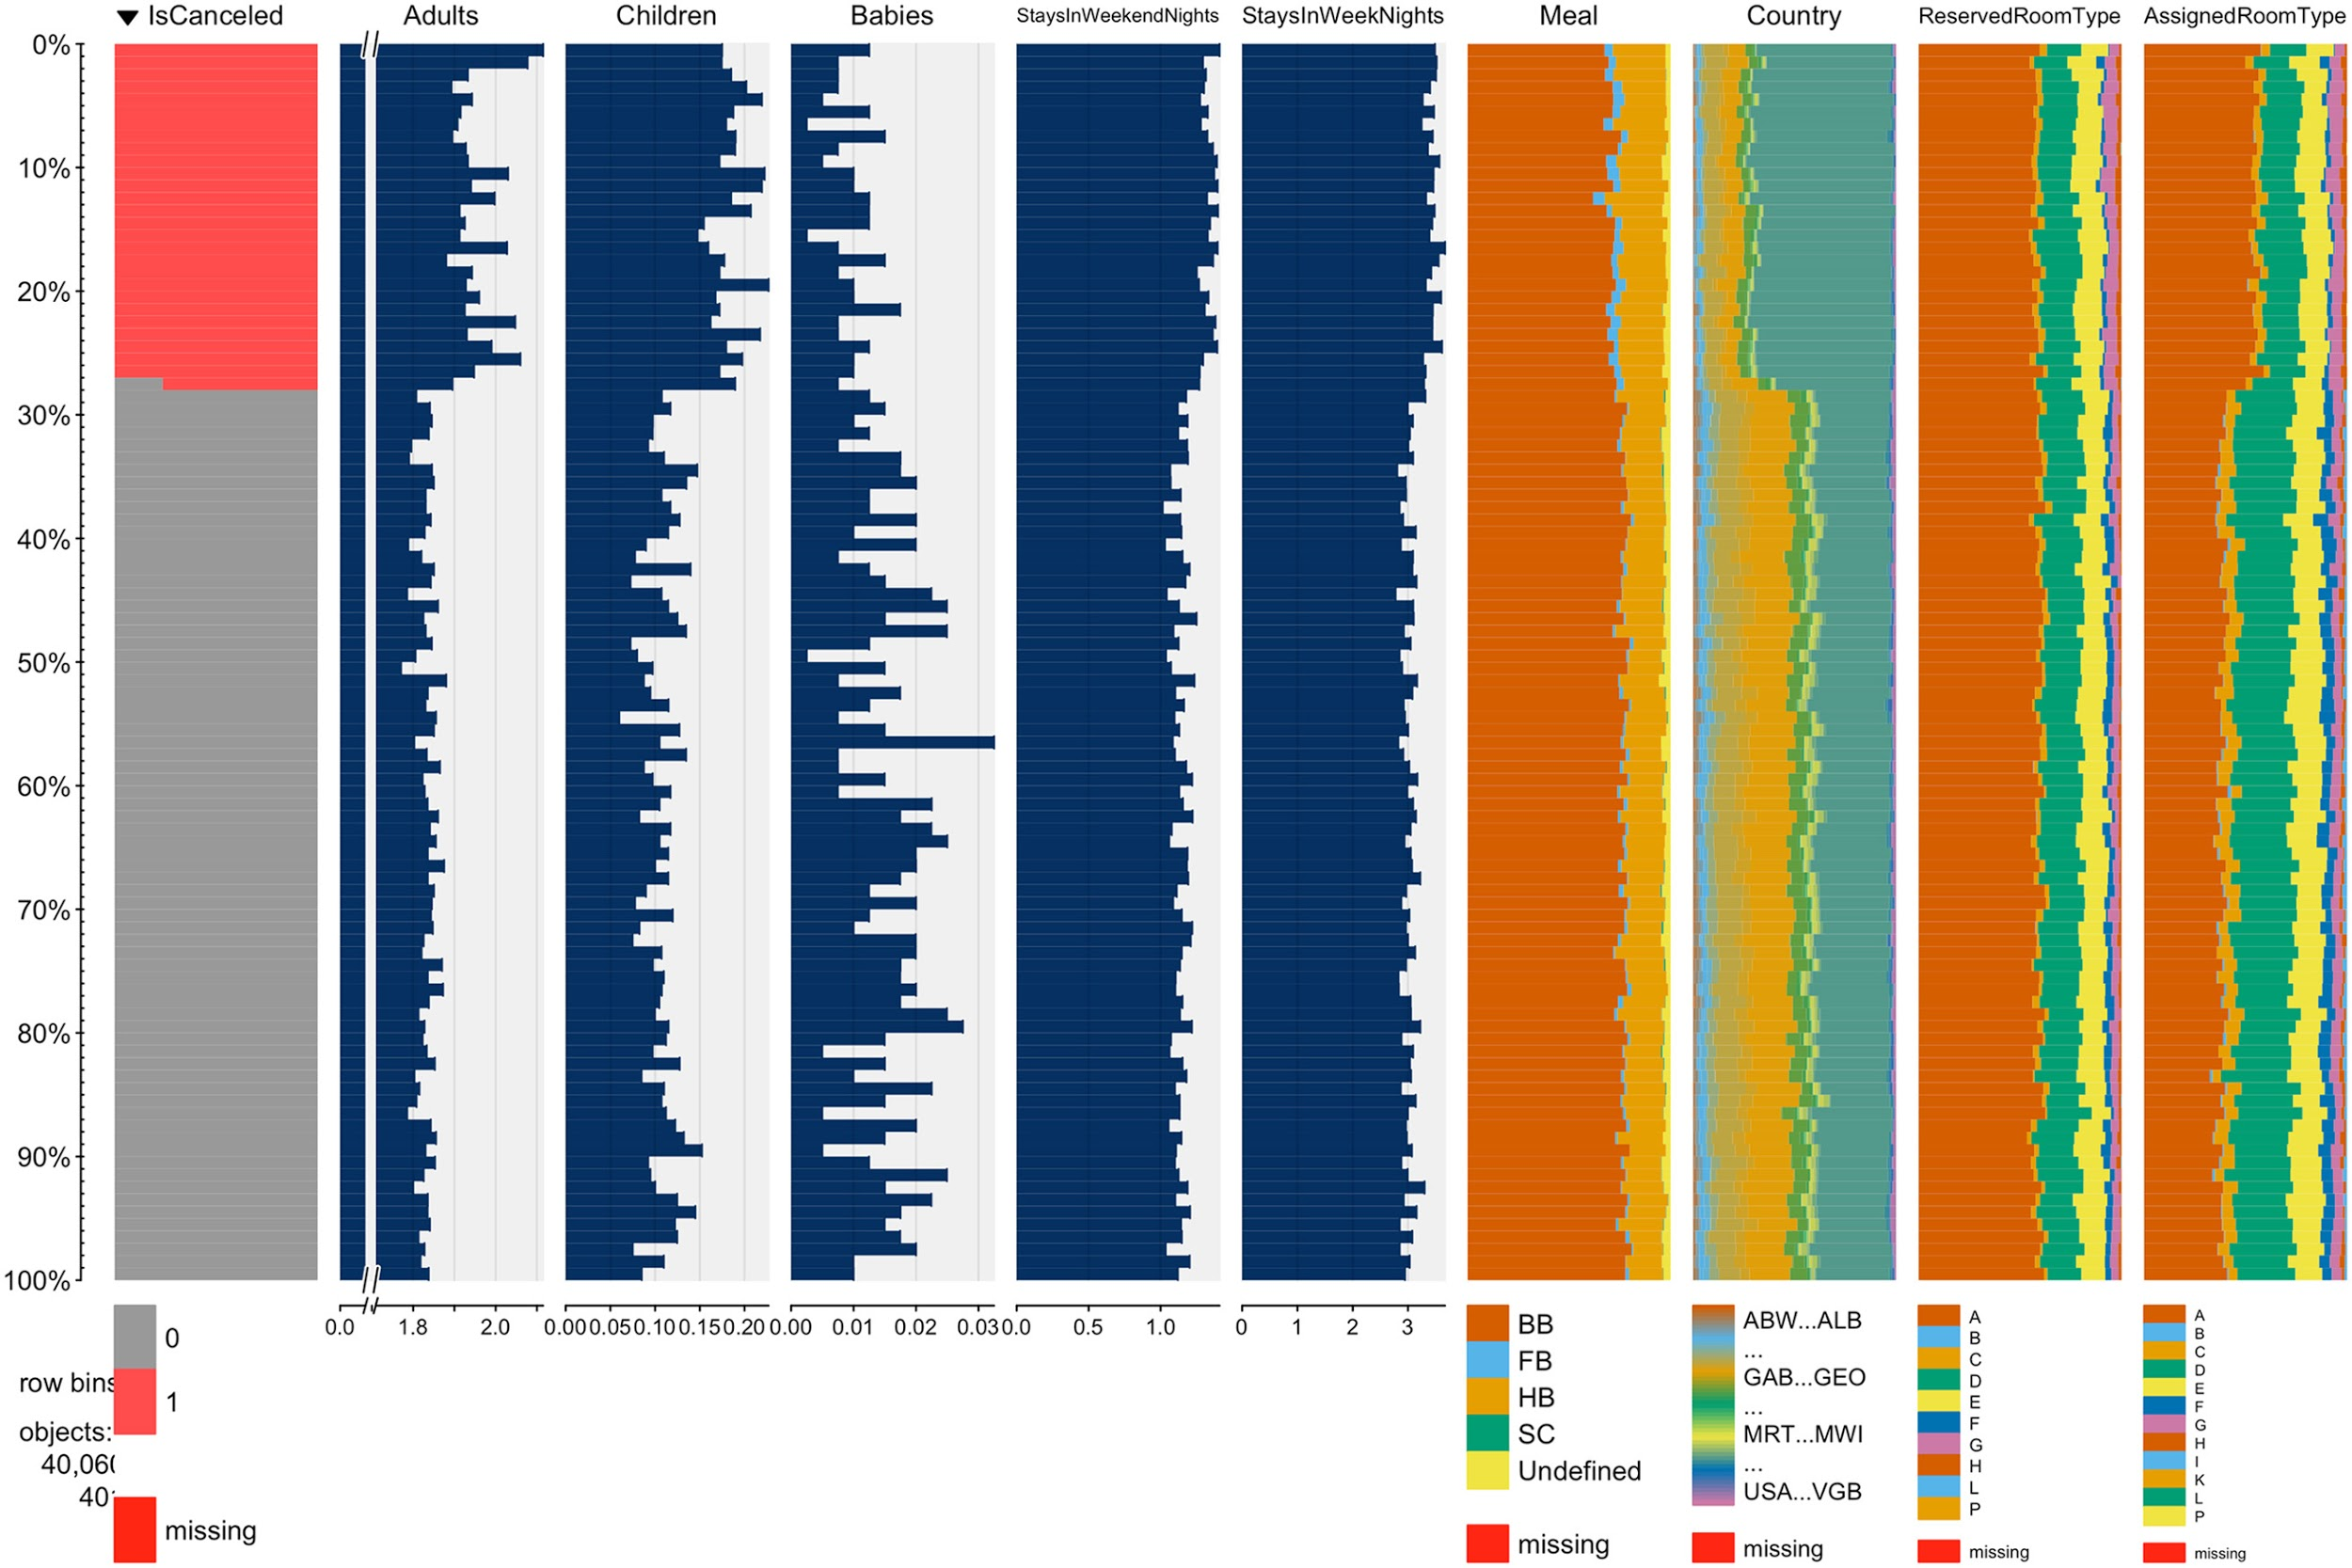 IsCanceled Adults Children Babies StaysInWeekendNights StaysInWeekNights Meal Country ReservedRoomType AssignedRoomType
0%
10%
20%
30%
40%
50%
60%
70%
80%
90%
100%
0.0 1.8 2.0 0.00 0.05 0.10 0.15 0.20 0.00 0.01 0.02 0.03 0.0 0.5 1.0 0 1 2 3
row bins
objects:
40,06
40
0
1
missing
BB
FB
HB
SC
Undefined
missing
ABW...ALB
...
GAB...GEO
...
MRT...MWI
...
USA...VGB
missing
A
B
C
D
E
F
G
H
L
P
missing
A
B
C
D
E
F
G
H
I
K
L
P
missing